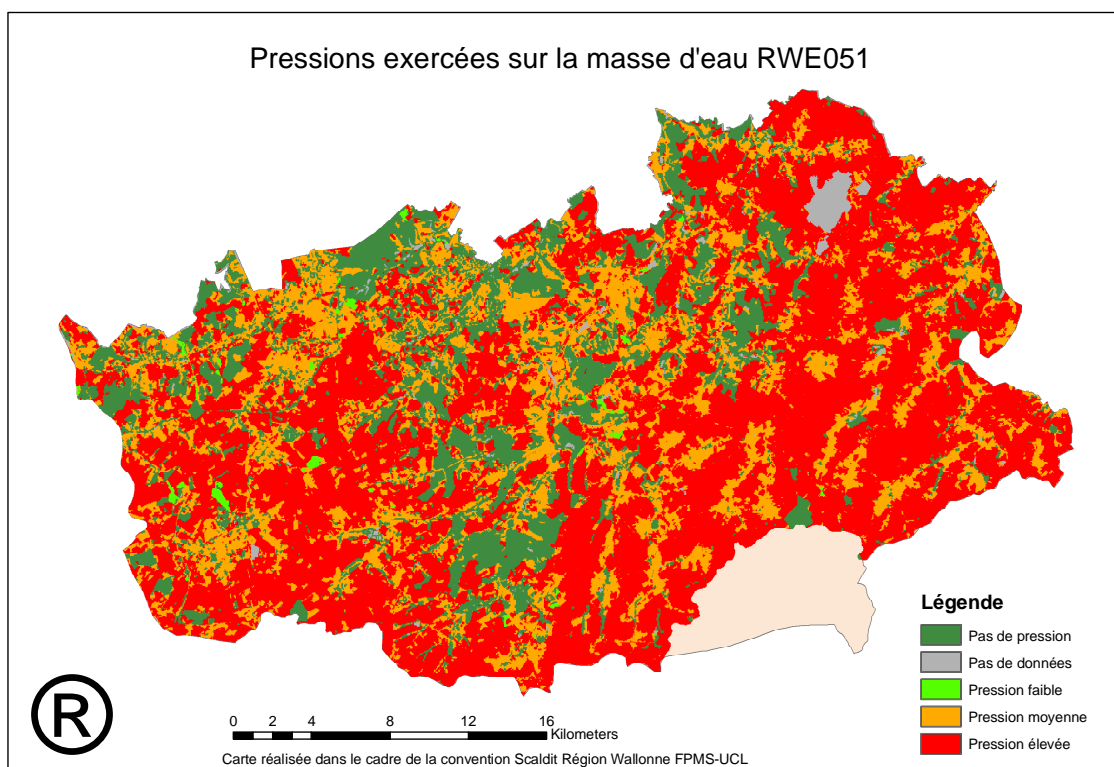 Pressions exercées sur la masse d'eau RWE051
Légende
Pas de pression
Pas de données
Pression faible
Pression moyenne
Pression élevée
®
0 2 4 8 12 16
Kilometers
Carte réalisée dans le cadre de la convention Scaldit Région Wallonne FPMS-UCL